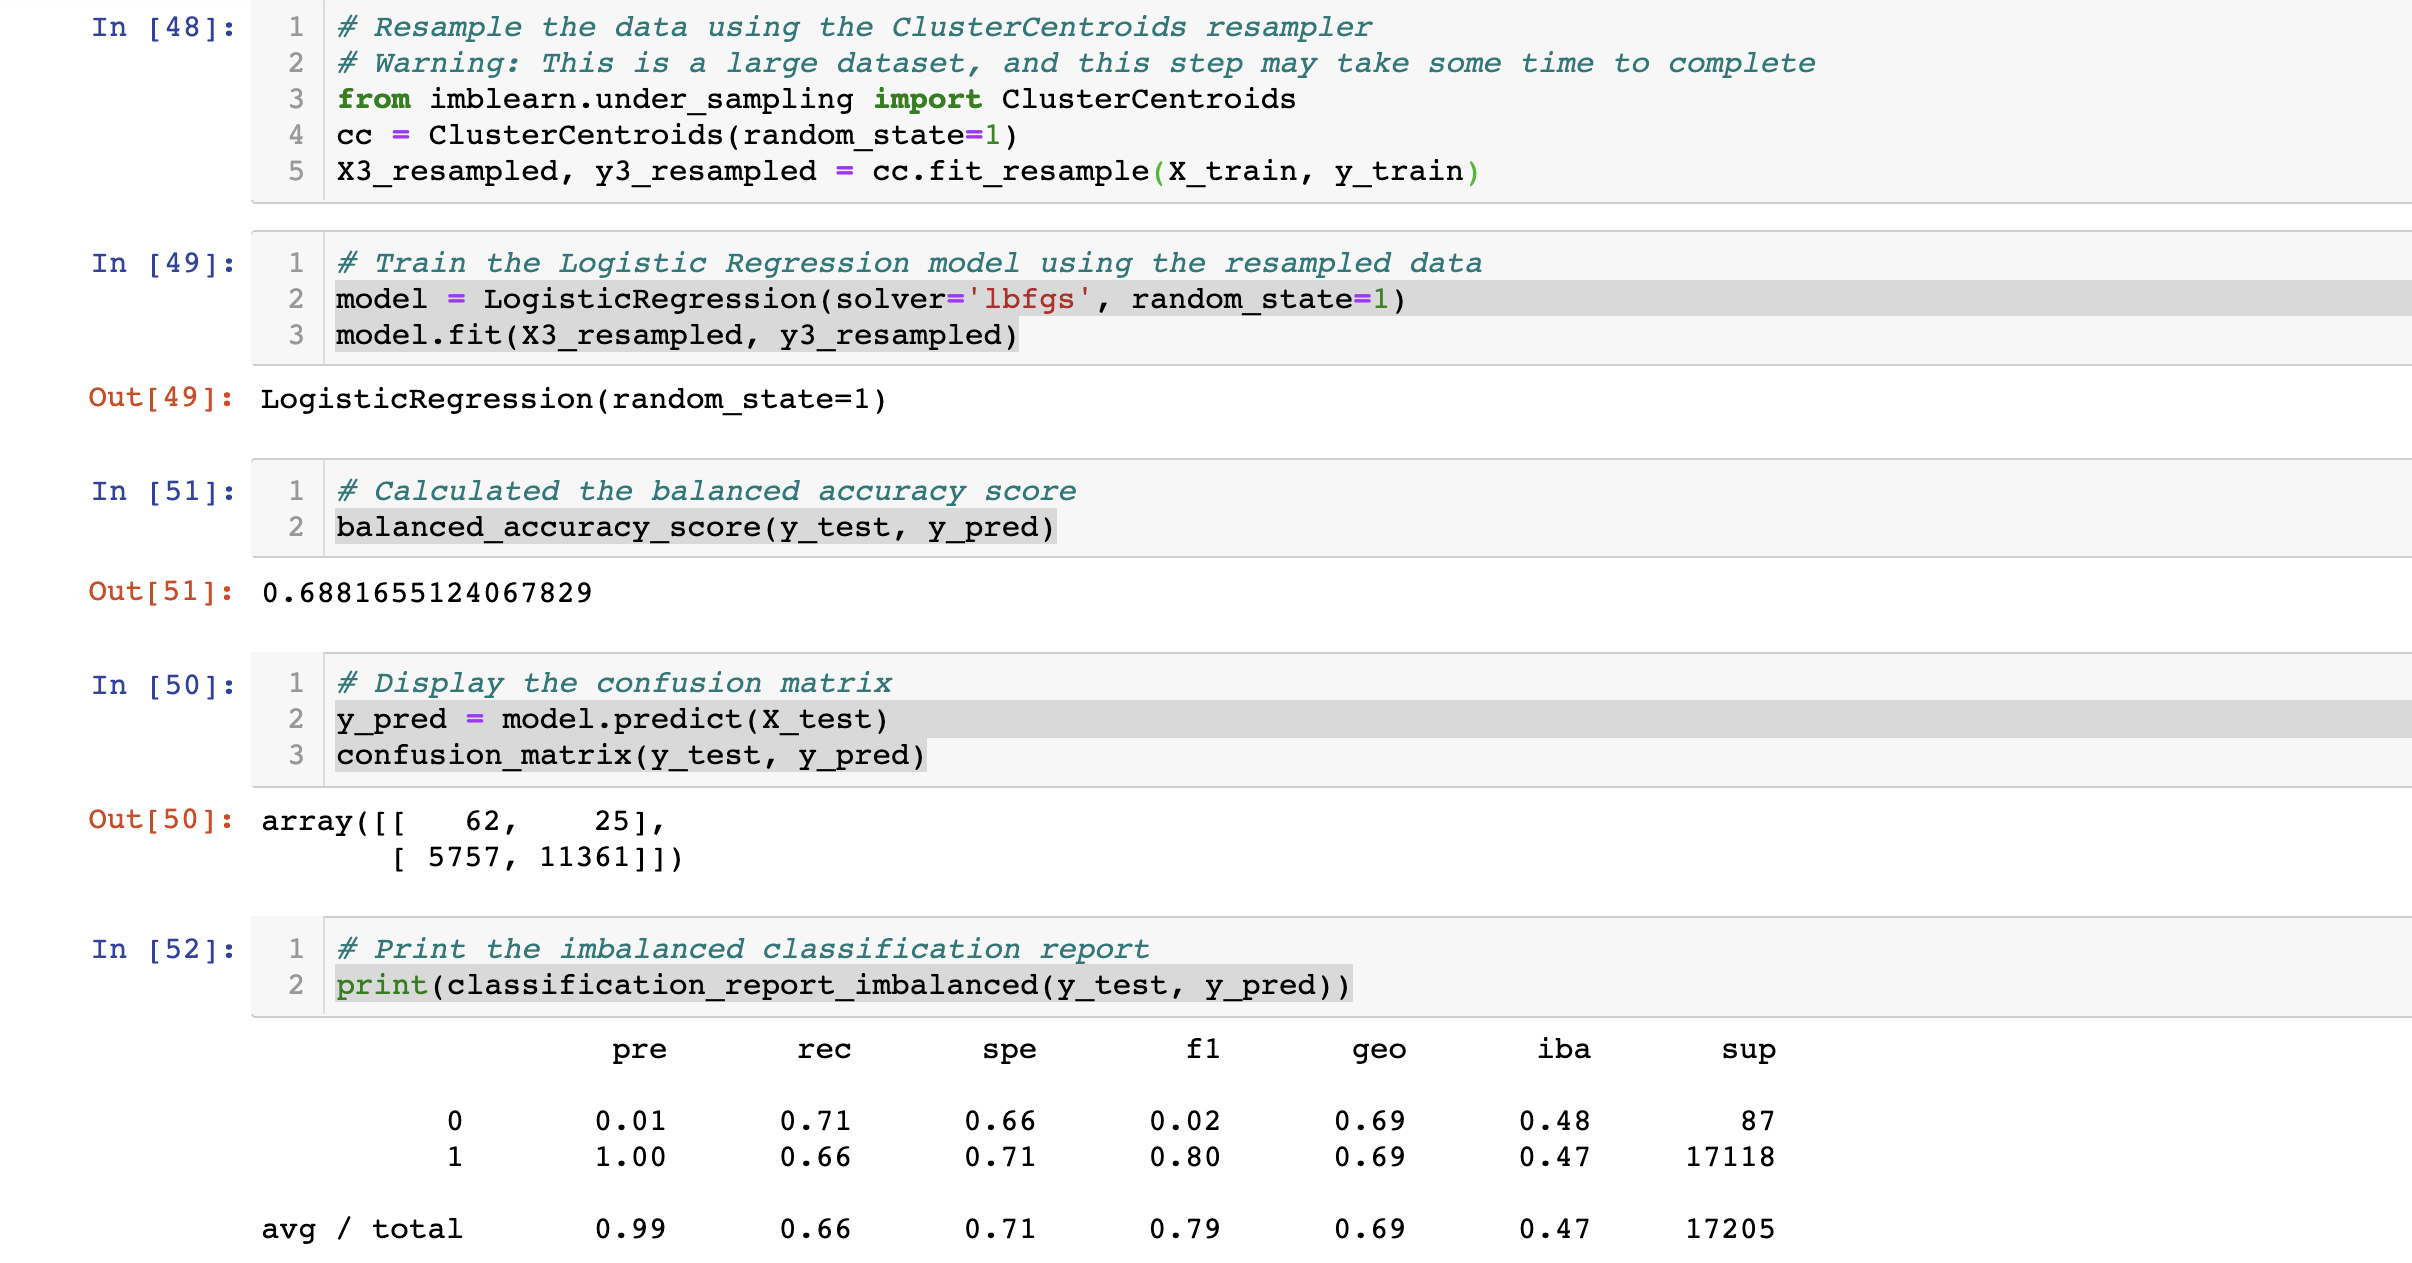 In [48]:
1 # Resample the data using the ClusterCentroids resampler
2 # Warning: This is a large dataset, and this step may take some time to complete
3 from imblearn.under_sampling import ClusterCentroids
4 cc = ClusterCentroids(random_state=1)
5 X3_resampled, y3_resampled = cc.fit_resample(X_train, y_train)
In [49]:
1 # Train the Logistic Regression model using the resampled data
2 model = LogisticRegression(solver='lbfgs', random_state=1)
3 model.fit(X3_resampled, y3_resampled)
Out[49]: LogisticRegression(random_state=1)
In [51]:
1 # Calculated the balanced accuracy score
2 balanced_accuracy_score(y_test, y_pred)
Out[51]: 0.6881655124067829
In [50]:
1 # Display the confusion matrix
2 y_pred = model.predict(X_test)
3 confusion_matrix(y_test, y_pred)
Out[50]: array([[   62,    25],
       [ 5757, 11361]])
In [52]:
1 # Print the imbalanced classification report
2 print(classification_report_imbalanced(y_test, y_pred))
pre rec spe f1 geo iba sup
0 0.01 0.71 0.66 0.02 0.69 0.48 87
1 1.00 0.66 0.71 0.80 0.69 0.47 17118
avg / total 0.99 0.66 0.71 0.79 0.69 0.47 17205